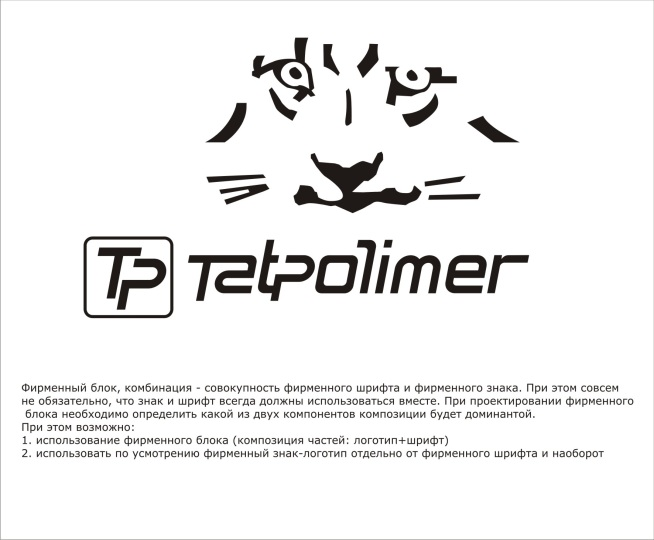 TP Tatpolimer
Фирменный блок, комбинация - совокупность фирменного шрифта и фирменного знака. При этом совсем
не обязательно, что знак и шрифт всегда должны использоваться вместе. При проектировании фирменного
блока необходимо определить какой из двух компонентов композиции будет доминантой.
При этом возможно:
1. использование фирменного блока (композиция частей: логотип+шрифт)
2. использовать по усмотрению фирменный знак-логотип отдельно от фирменного шрифта и наоборот